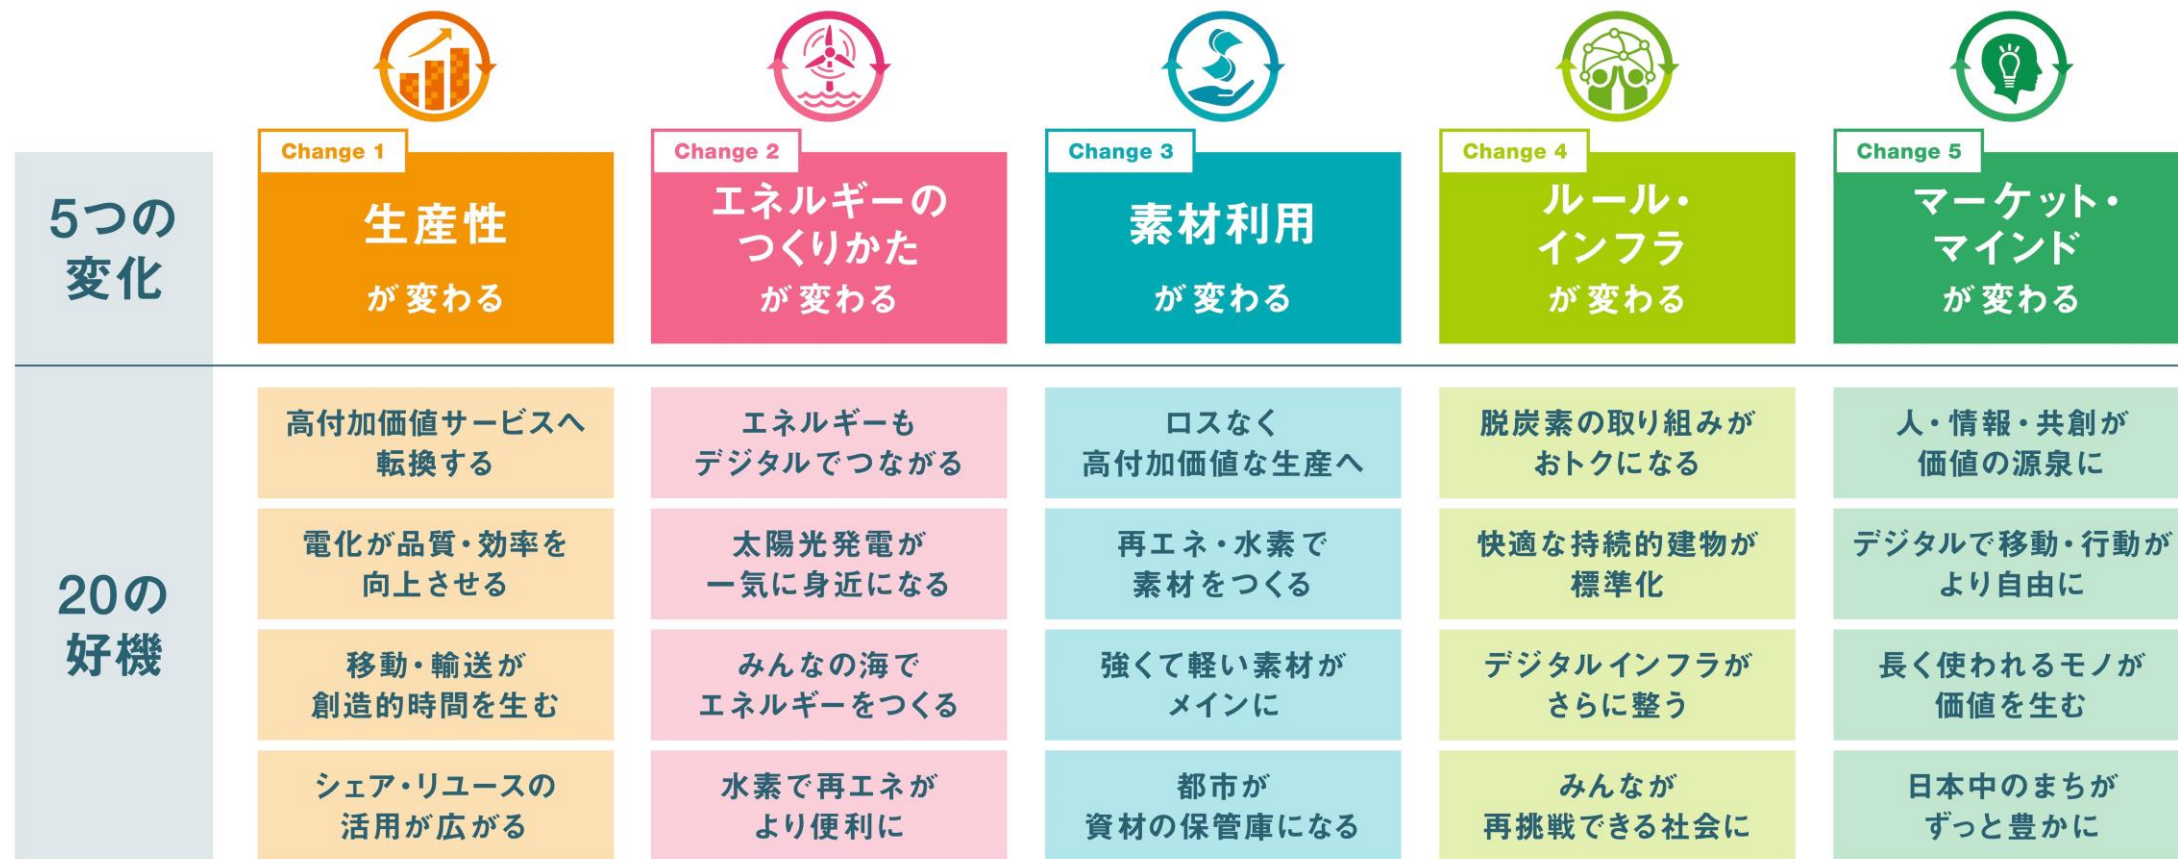 5つの
変化
Change 1
生産性
が変わる
Change 2
エネルギーの
つくりかた
が変わる
Change 3
素材利用
が変わる
Change 4
ルール・
インフラ
が変わる
Change 5
マーケット・
マインド
が変わる
20の
好機
高付加価値サービスへ
転換する
エネルギーも
デジタルでつながる
ロスなく
高付加価値な生産へ
脱炭素の取り組みが
おトクになる
人・情報・共創が
価値の源泉に
電化が品質・効率を
向上させる
太陽光発電が
一気に身近になる
再エネ・水素で
素材をつくる
快適な持続的建物が
標準化
デジタルで移動・行動が
より自由に
移動・輸送が
創造的時間を生む
みんなの海で
エネルギーをつくる
強くて軽い素材が
メインに
デジタルインフラが
さらに整う
長く使われるモノが
価値を生む
シェア・リユースの
活用が広がる
水素で再エネが
より便利に
都市が
資材の保管庫になる
みんなが
再挑戦できる社会に
日本中のまちが
ずっと豊かに